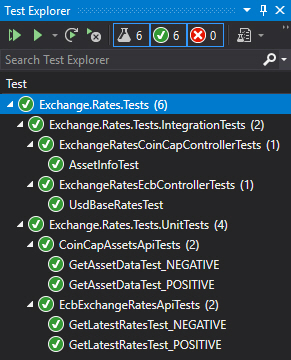 Test Explorer
6 6 0
Search Test Explorer
Test
Exchange.Rates.Tests (6)
Exchange.Rates.Tests.IntegrationTests (2)
ExchangeRatesCoinCapControllerTests (1)
AssetInfoTest
ExchangeRatesEcbControllerTests (1)
UsdBaseRatesTest
Exchange.Rates.Tests.UnitTests (4)
CoinCapAssetsApiTests (2)
GetAssetDataTest_NEGATIVE
GetAssetDataTest_POSITIVE
EcbExchangeRatesApiTests (2)
GetLatestRatesTest_NEGATIVE
GetLatestRatesTest_POSITIVE